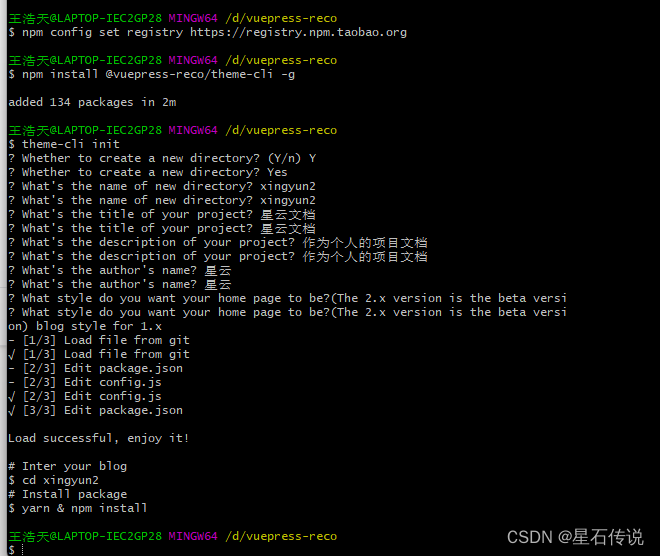 王浩天@LAPTOP-IEC2GP28 MINGW64 /d/vuepress-reco
$ npm config set registry https://registry.npm.taobao.org
王浩天@LAPTOP-IEC2GP28 MINGW64 /d/vuepress-reco
$ npm install @vuepress-reco/theme-cli -g
added 134 packages in 2m
王浩天@LAPTOP-IEC2GP28 MINGW64 /d/vuepress-reco
$ theme-cli init
? Whether to create a new directory? (Y/n) Y
? Whether to create a new directory? Yes
? What's the name of new directory? xingyun2
? What's the name of new directory? xingyun2
? What's the title of your project? 星云文档
? What's the title of your project? 星云文档
? What's the description of your project? 作为个人的项目文档
? What's the description of your project? 作为个人的项目文档
? What's the author's name? 星云
? What's the author's name? 星云
? What style do you want your home page to be?(The 2.x version is the beta versi
? What style do you want your home page to be?(The 2.x version is the beta versi
on) blog style for 1.x
- [1/3] Load file from git
√ [1/3] Load file from git
- [2/3] Edit package.json
- [2/3] Edit config.js
√ [2/3] Edit config.js
√ [3/3] Edit package.json
Load successful, enjoy it!
# Inter your blog
$ cd xingyun2
# Install package
$ yarn & npm install
王浩天@LAPTOP-IEC2GP28 MINGW64 /d/vuepress-reco
$
CSDN @星石传说